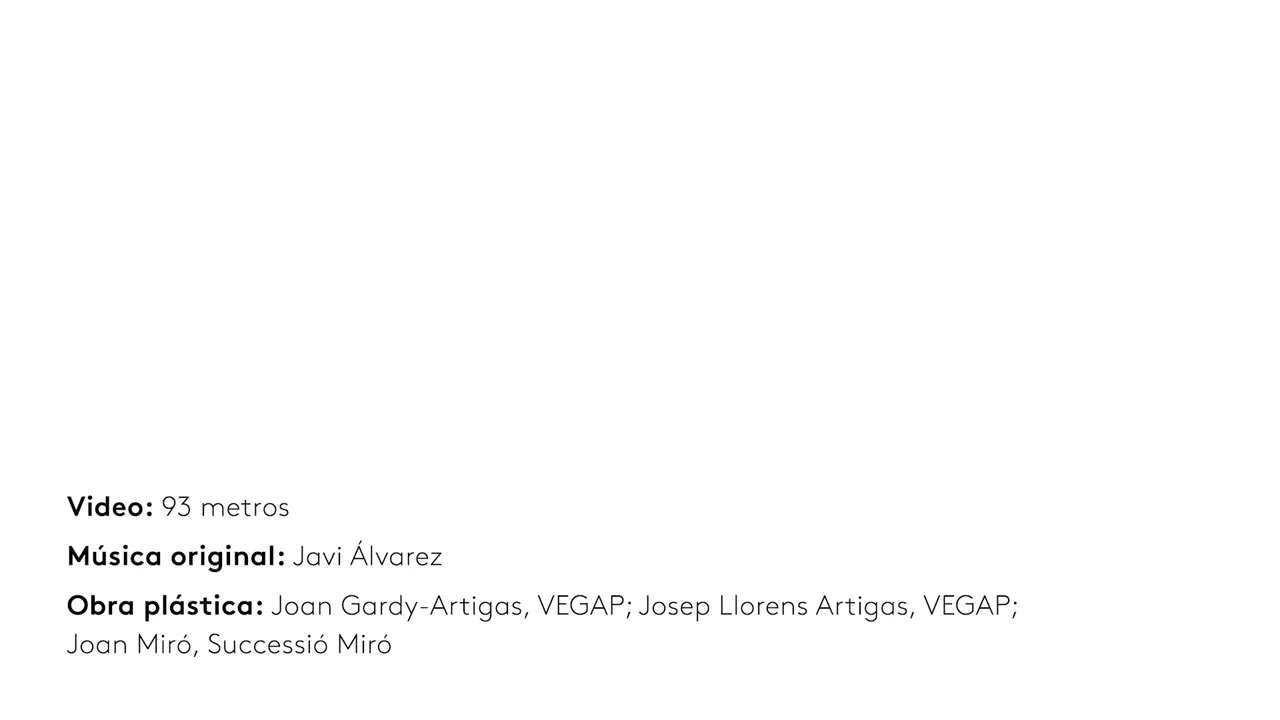 Video: 93 metros
Música original: Javi Álvarez
Obra plástica: Joan Gardy-Artigas, VEGAP; Josep Llorens Artigas, VEGAP;
Joan Miró, Successió Miró